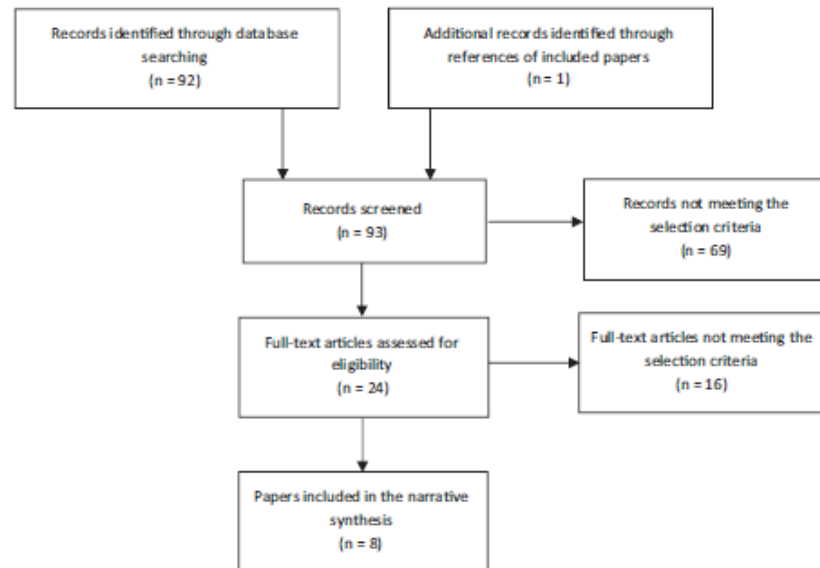 Records identified through database
searching
(n = 92)
Additional records identified through
references of included papers
(n = 1)
Records screened
(n = 93)
Records not meeting the
selection criteria
(n = 69)
Full-text articles assessed for
eligibility
(n = 24)
Full-text articles not meeting the
selection criteria
(n = 16)
Papers included in the narrative
synthesis
(n = 8)